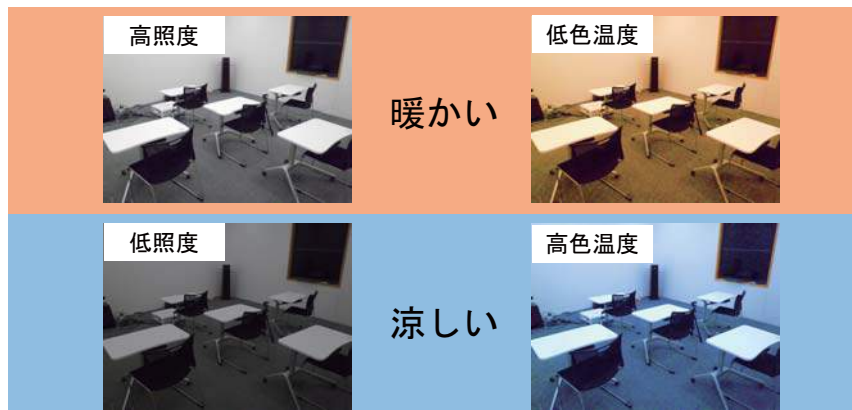 高照度
暖かい
低色温度
低照度
涼しい
高色温度